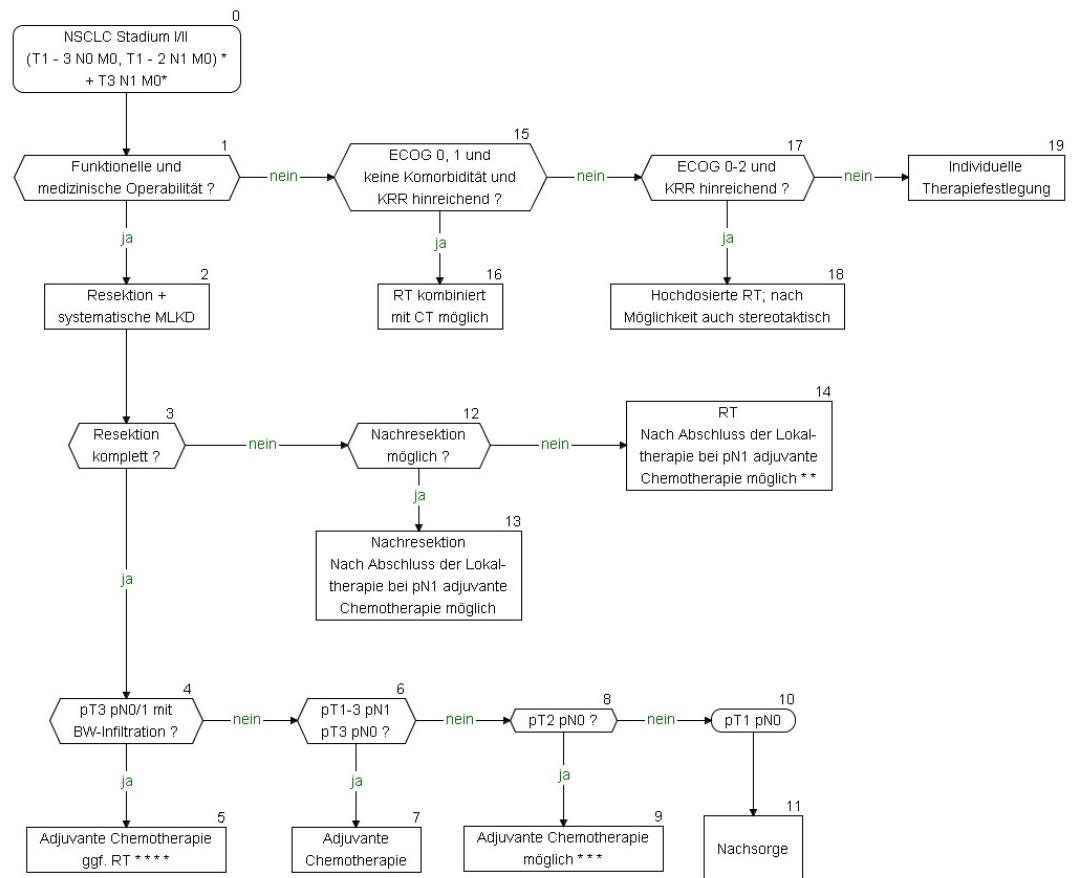 0
NSCLC Stadium I/II
(T1 - 3 N0 M0, T1 - 2 N1 M0) *
+ T3 N1 M0*
1
Funktionelle und
medizinische Operabilität ?
nein
15
ECOG 0, 1 und
keine Komorbidität und
KRR hinreichend ?
nein
17
ECOG 0-2 und
KRR hinreichend ?
nein
19
Individuelle
Therapiefestlegung
ja
ja
ja
2
Resektion +
systematische MLKD
16
RT kombiniert
mit CT möglich
18
Hochdosierte RT; nach
Möglichkeit auch stereotaktisch
3
Resektion
komplett ?
nein
12
Nachresektion
möglich ?
nein
14
RT
Nach Abschluss der Lokal-
therapie bei pN1 adjuvante
Chemotherapie möglich * *
ja
13
Nachresektion
Nach Abschluss der Lokal-
therapie bei pN1 adjuvante
Chemotherapie möglich
ja
4
pT3 pN0/1 mit
BW-Infiltration ?
nein
6
pT1-3 pN1
pT3 pN0 ?
nein
8
pT2 pN0 ?
nein
10
pT1 pN0
ja
ja
ja
5
Adjuvante Chemotherapie
ggf. RT * * * *
7
Adjuvante
Chemotherapie
9
Adjuvante Chemotherapie
möglich * * *
11
Nachsorge